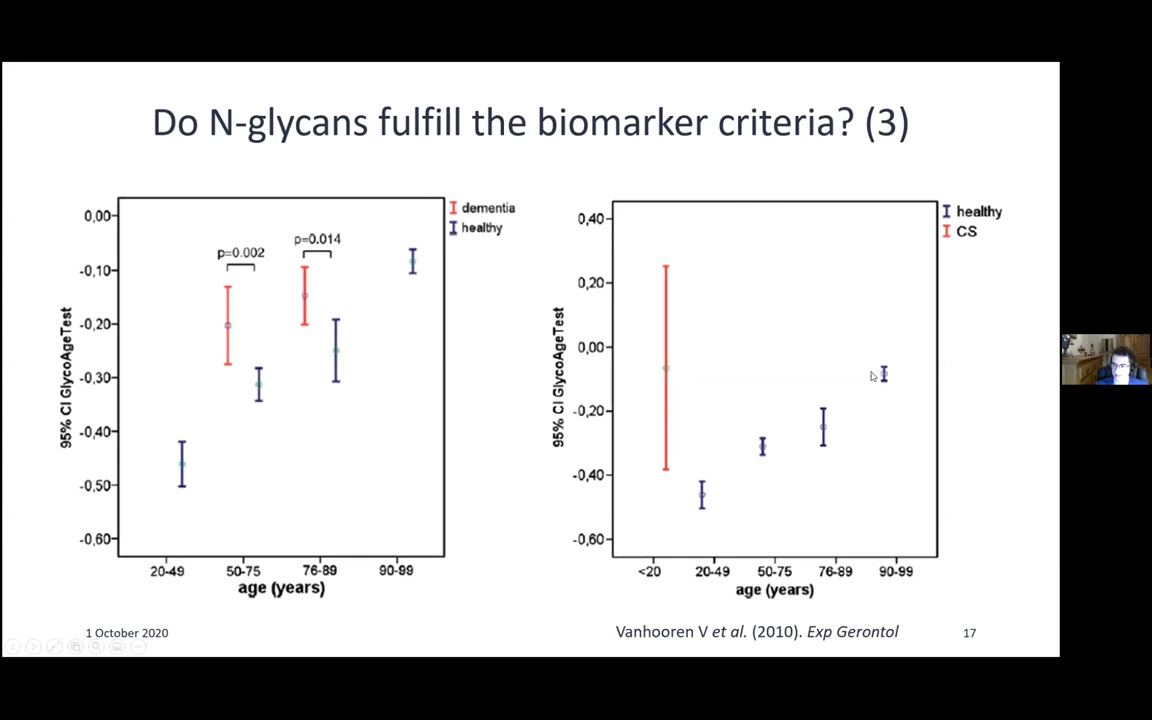 Do N-glycans fulfill the biomarker criteria? (3)
0,00
-0,10
-0,20
-0,30
-0,40
-0,50
-0,60
95% CI GlycoAgeTest
p=0.002
p=0.014
dementia
healthy
20-49 50-75 76-89 90-99
age (years)
0,40
0,20
0,00
-0,20
-0,40
-0,60
95% CI GlycoAgeTest
healthy
CS
<20 20-49 50-75 76-89 90-99
age (years)
1 October 2020
Vanhooren V et al. (2010). Exp Gerontol
17